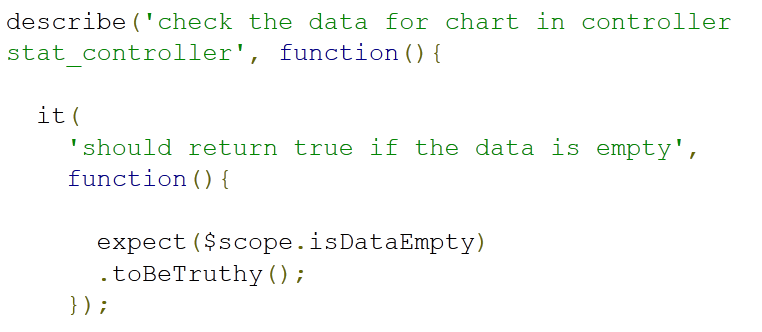 describe('check the data for chart in controller
stat_controller', function(){
it(
'should return true if the data is empty',
function(){
expect($scope.isDataEmpty)
.toBeTruthy();
});